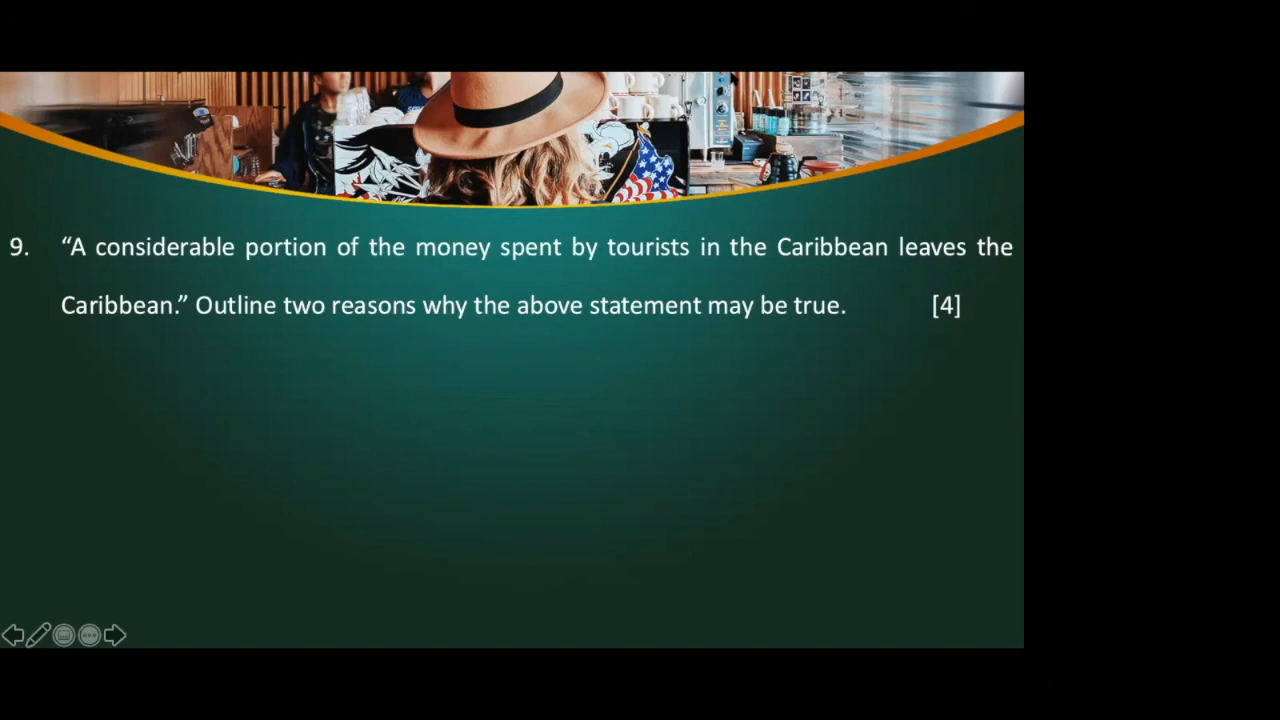 9. “A considerable portion of the money spent by tourists in the Caribbean leaves the
Caribbean.” Outline two reasons why the above statement may be true. [4]